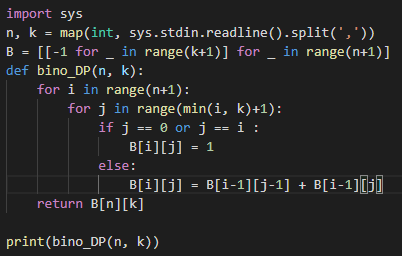 import sys
n, k = map(int, sys.stdin.readline().split(','))
B = [[-1 for _ in range(k+1)] for _ in range(n+1)]
def bino_DP(n, k):
    for i in range(n+1):
        for j in range(min(i, k)+1):
            if j == 0 or j == i :
                B[i][j] = 1
            else:
                B[i][j] = B[i-1][j-1] + B[i-1][j]
    return B[n][k]

print(bino_DP(n, k))